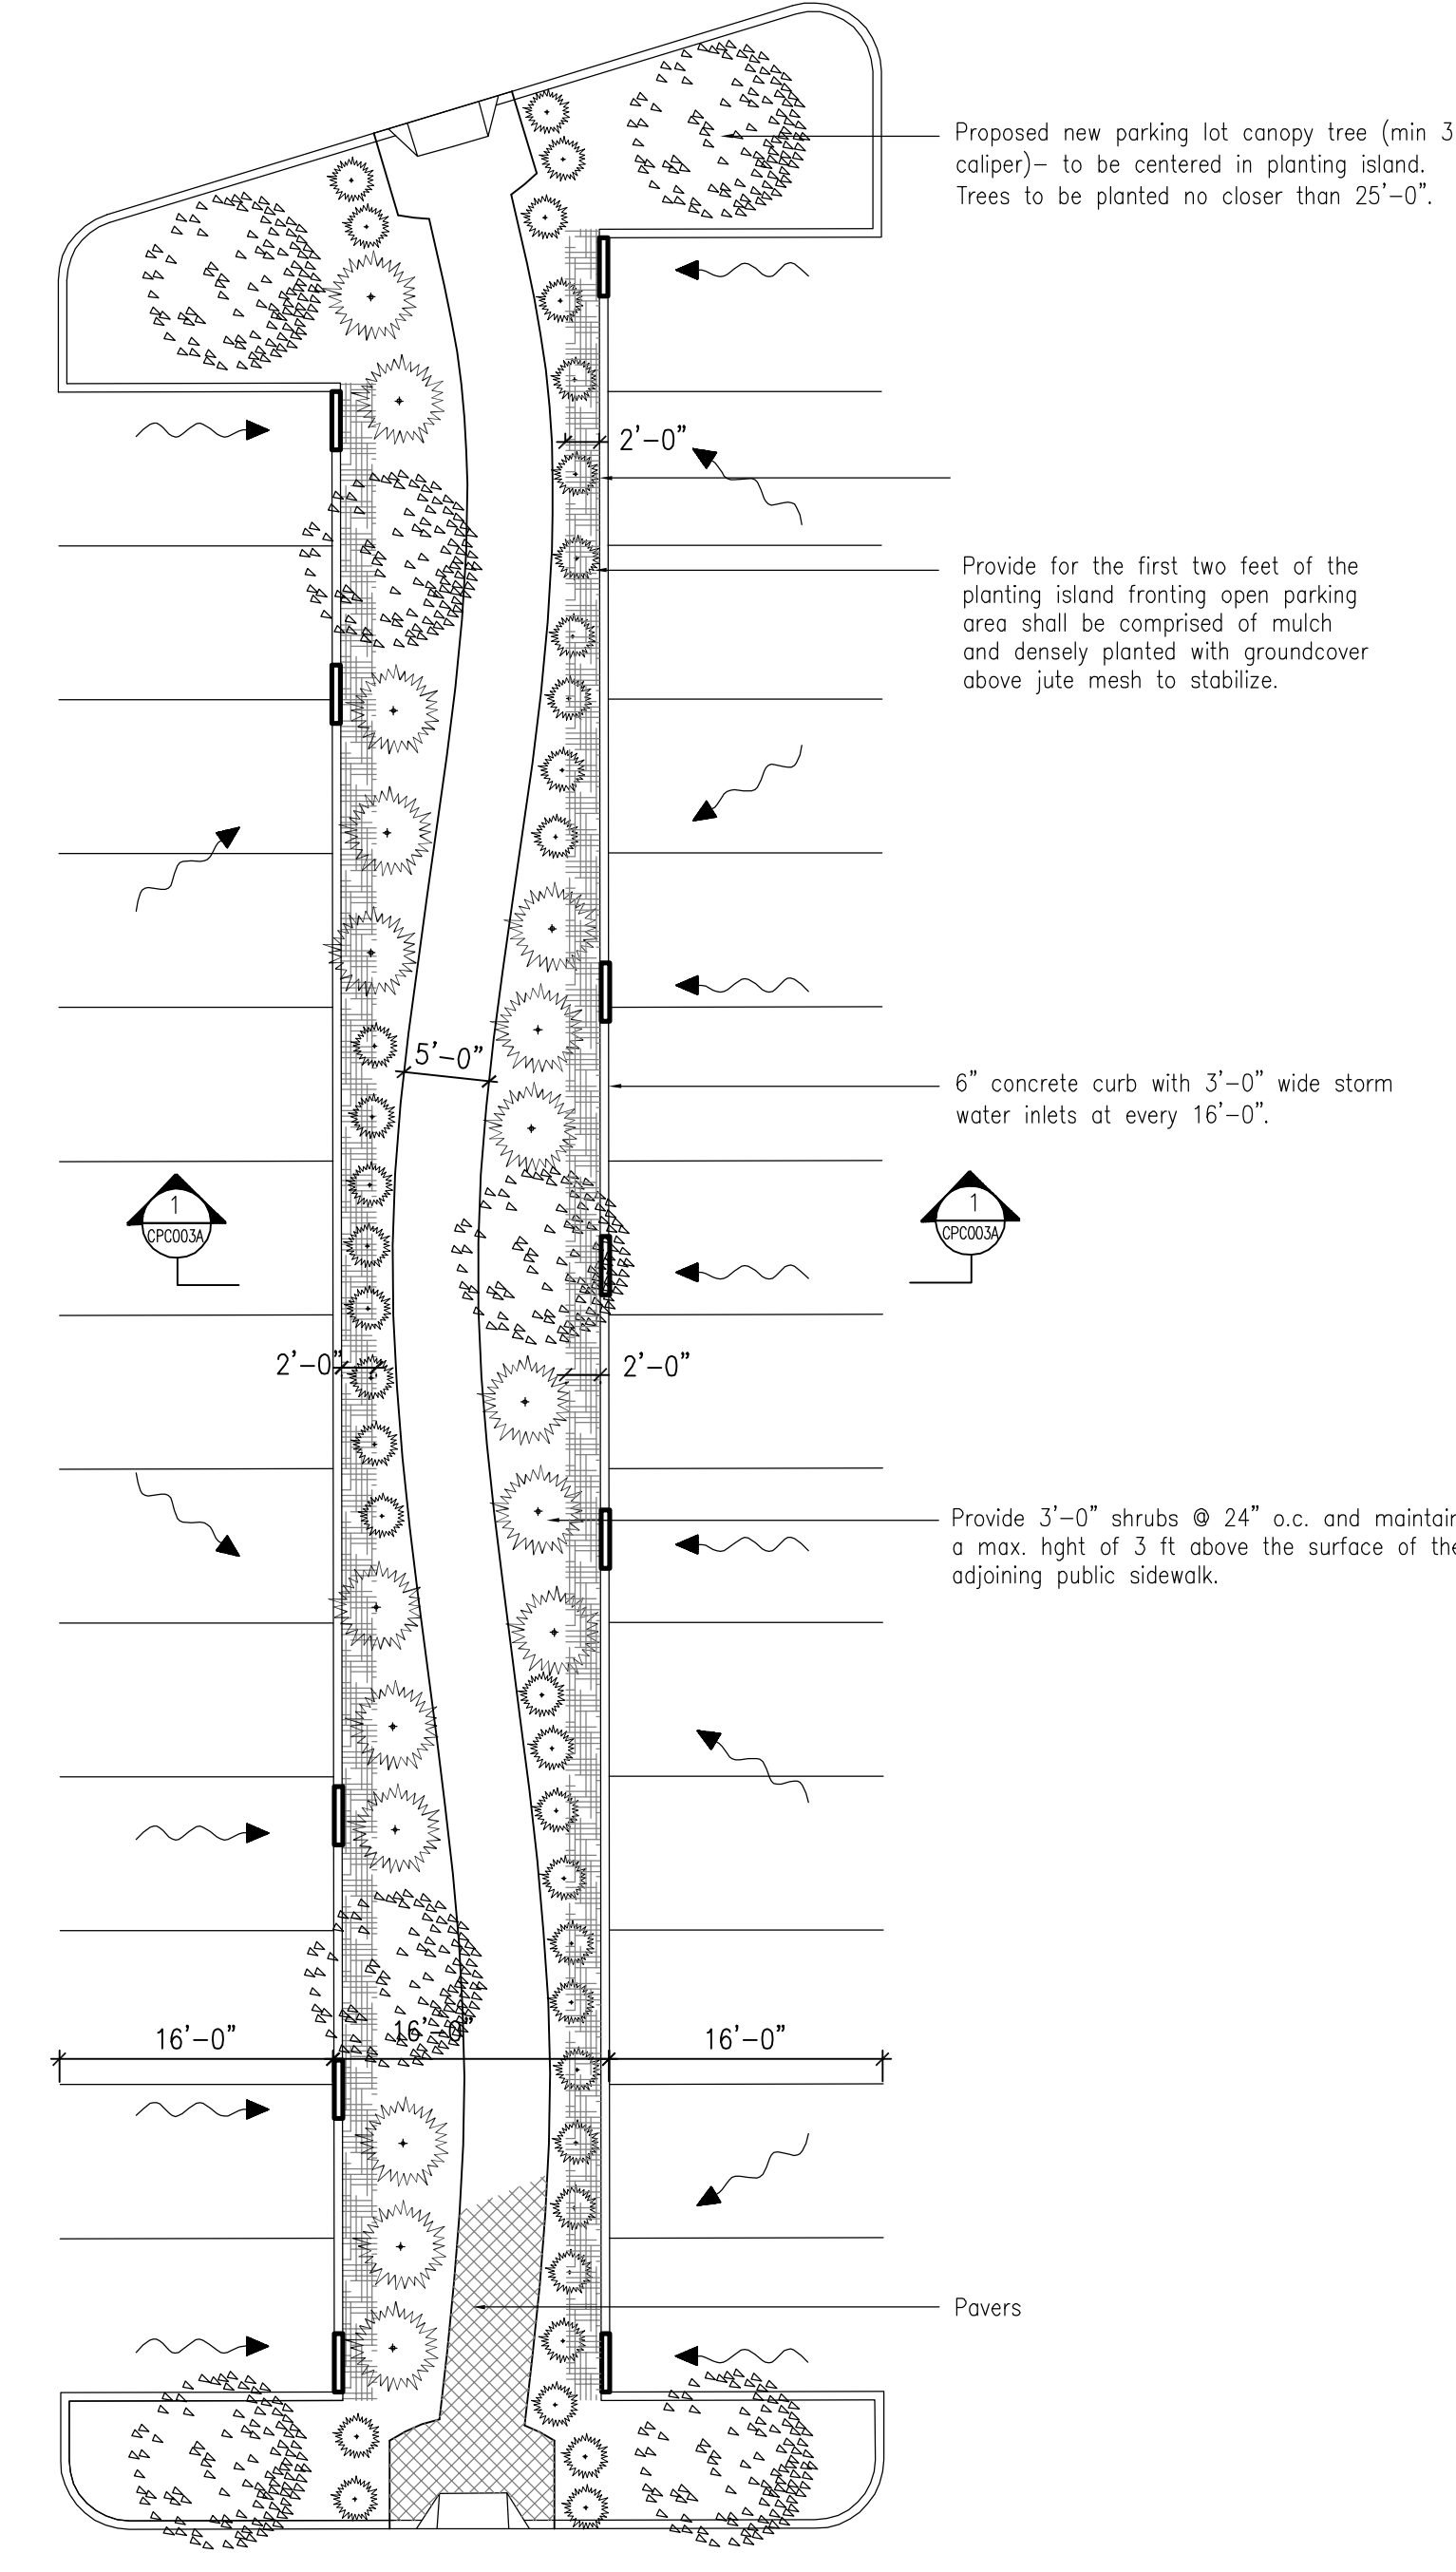 Proposed new parking lot canopy tree (min 3
caliper)- to be centered in planting island.
Trees to be planted no closer than 25'-0".
2'-0"
Provide for the first two feet of the
planting island fronting open parking
area shall be comprised of mulch
and densely planted with groundcover
above jute mesh to stabilize.
5'-0"
6" concrete curb with 3'-0" wide storm
water inlets at every 16'-0".
1
CPC003A
1
CPC003A
2'-0"
2'-0"
Provide 3'-0" shrubs @ 24" o.c. and maintain
a max. hght of 3 ft above the surface of the
adjoining public sidewalk.
16'-0"
16'-0"
16'-0"
Pavers